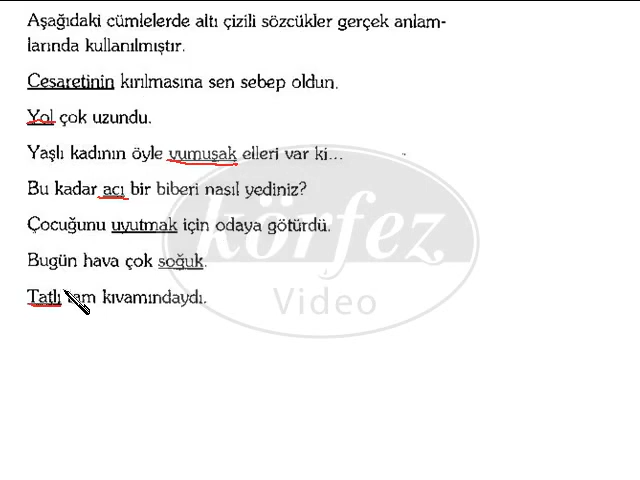 Aşağıdaki cümlelerde altı çizili sözcükler gerçek anlam-
larında kullanılmıştır.
Cesaretinin kırılmasına sen sebep oldun.
Yol çok uzundu.
Yaşlı kadının öyle yumuşak elleri var ki...
Bu kadar acı bir biberi nasıl yediniz?
Çocuğunu uyutmak için odaya götürdü.
Bugün hava çok soğuk.
Tatlı tam kıvamındaydı.
körfez
Video